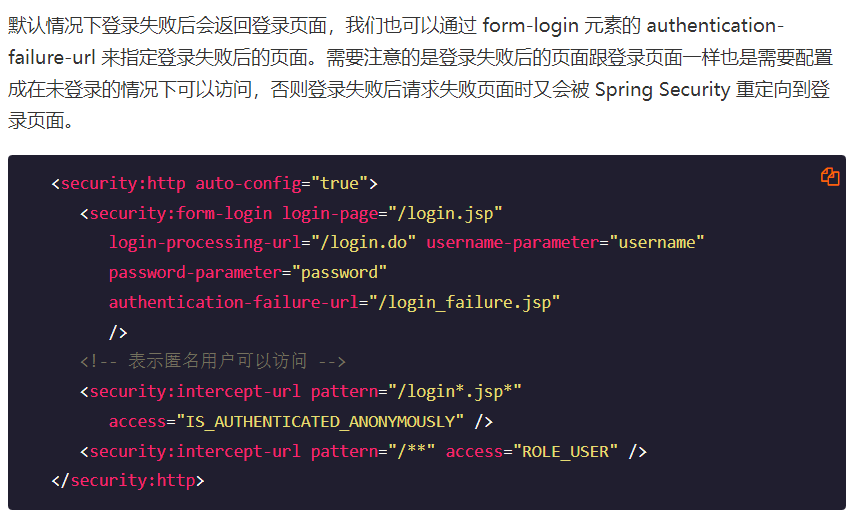 默认情况下登录失败后会返回登录页面，我们也可以通过 form-login 元素的 authentication-
failure-url 来指定登录失败后的页面。需要注意的是登录失败后的页面跟登录页面一样也是需要配置
成在未登录的情况下可以访问，否则登录失败后请求失败页面时又会被 Spring Security 重定向到登
录页面。
<security:http auto-config="true">
<security:form-login login-page="/login.jsp"
login-processing-url="/login.do" username-parameter="username"
password-parameter="password"
authentication-failure-url="/login_failure.jsp"
/>
<!-- 表示匿名用户可以访问 -->
<security:intercept-url pattern="/login*.jsp*"
access="IS_AUTHENTICATED_ANONYMOUSLY" />
<security:intercept-url pattern="/**" access="ROLE_USER" />
</security:http>